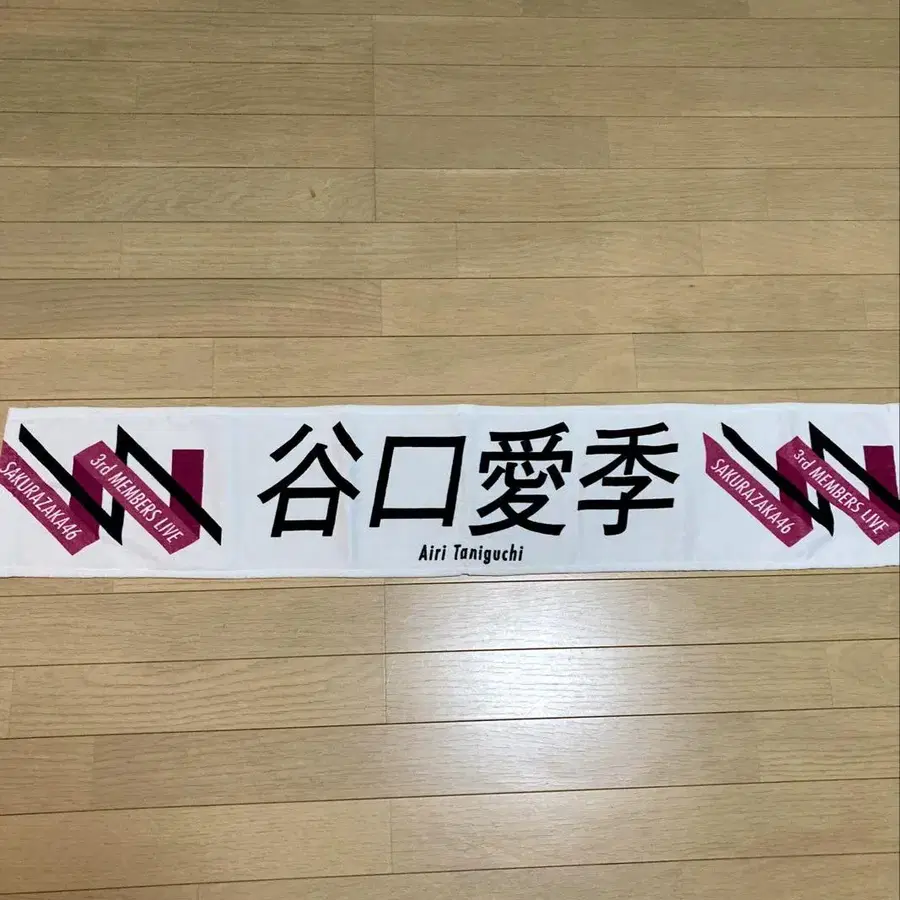 SAKURAZAKA46
3rd MEMBERS LIVE
谷口愛季
Airi Taniguchi
SAKURAZAKA46
3rd MEMBERS LIVE